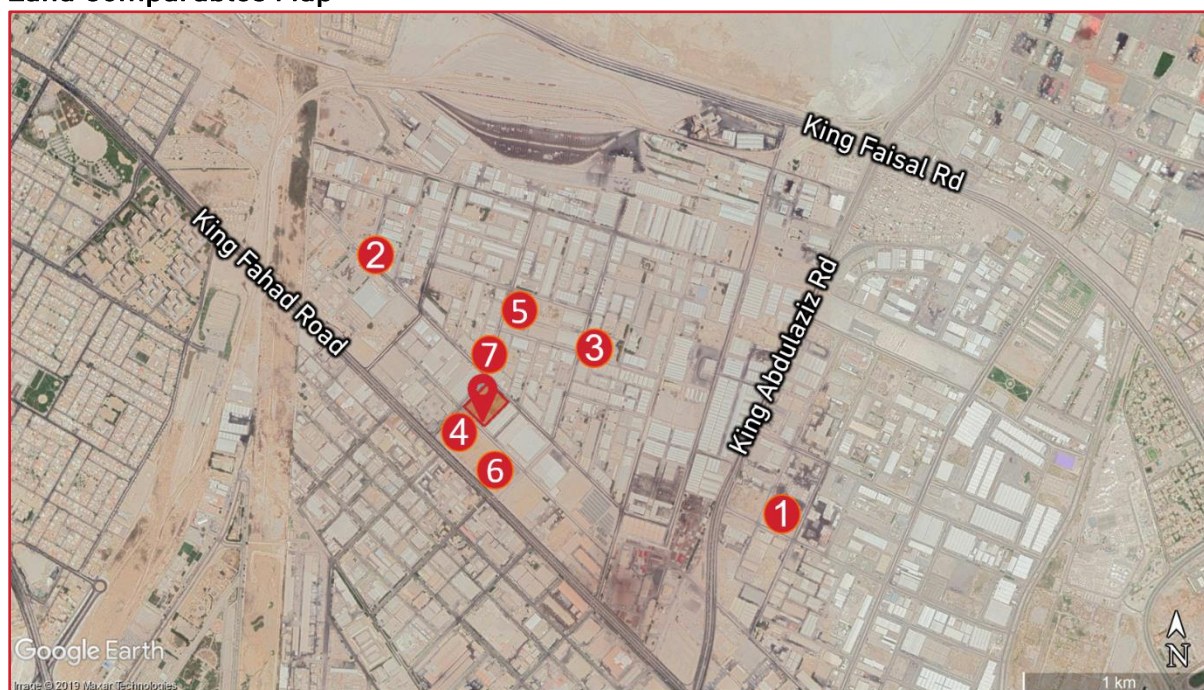 Land Comparables Map
King Faisal Rd
King Fahad Road
King Abdulaziz Rd
2
5
3
7
4
6
1
N
Google Earth
Image © 2019 Maxar Technologies
1 km